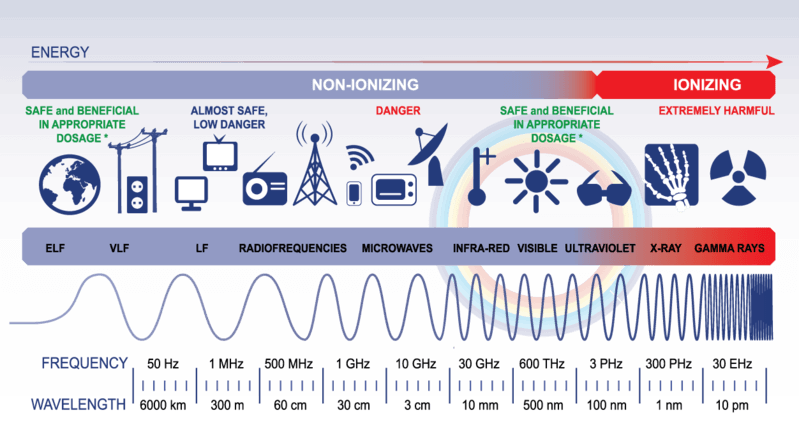 ENERGY
NON-IONIZING
IONIZING
SAFE and BENEFICIAL
IN APPROPRIATE
DOSAGE *
ALMOST SAFE,
LOW DANGER
DANGER
SAFE and BENEFICIAL
IN APPROPRIATE
DOSAGE *
EXTREMELY HARMFUL
ELF VLF LF RADIOFREQUENCIES MICROWAVES INFRA-RED VISIBLE ULTRAVIOLET X-RAY GAMMA RAYS
FREQUENCY 50 Hz 1 MHz 500 MHz 1 GHz 10 GHz 30 GHz 600 THz 3 PHz 300 PHz 30 EHz
WAVELENGTH 6000 km 300 m 60 cm 30 cm 3 cm 10 mm 500 nm 100 nm 1 nm 10 pm